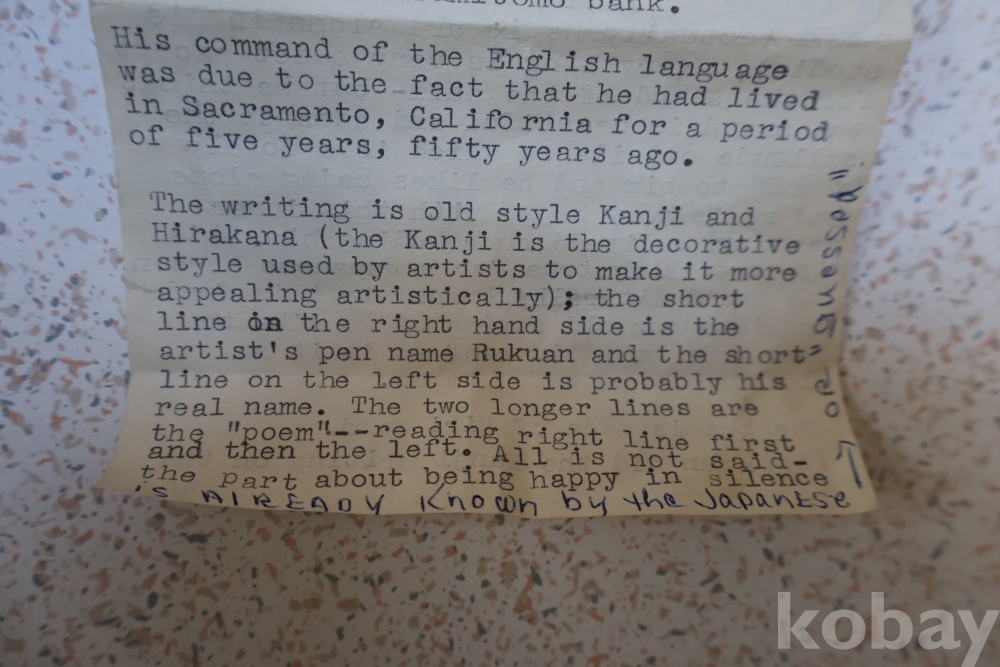 bank.
His command of the English language
was due to the fact that he had lived
in Sacramento, California for a period
of five years, fifty years ago.
The writing is old style Kanji and
Hirakana (the Kanji is the decorative
style used by artists to make it more
appealing artistically); the short
line on the right hand side is the
artist's pen name Rukuan and the short
line on the left side is probably his
real name. The two longer lines are
the "poem"--reading right line first
and then the left. All is not said-
the part about being happy in silence
is AlREADY Known by the JapanEse
kobay